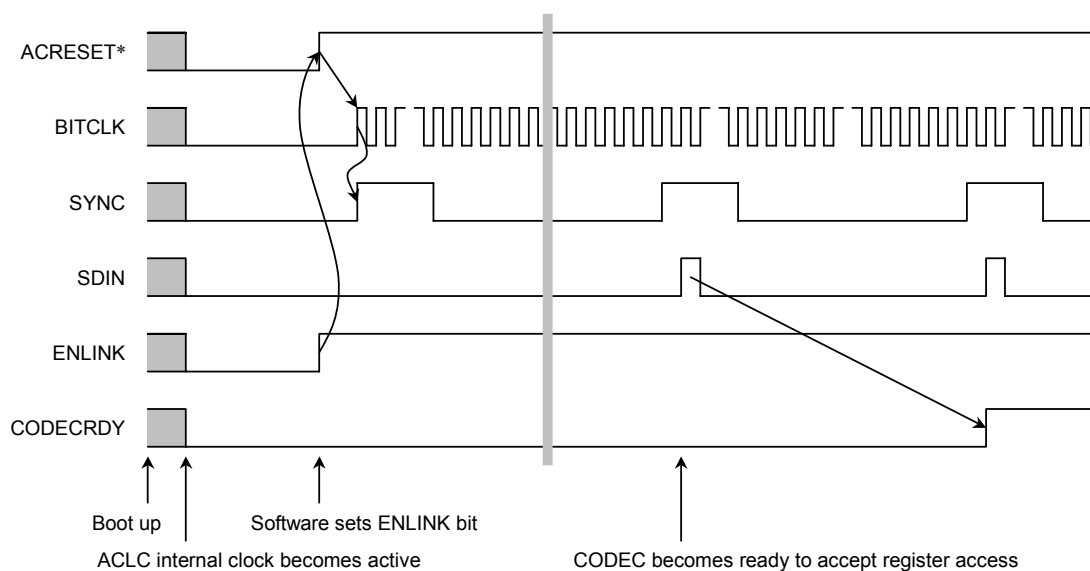 ACRESET*
BITCLK
SYNC
SDIN
ENLINK
CODECRDY
Boot up
Software sets ENLINK bit
ACLC internal clock becomes active
CODEC becomes ready to accept register access